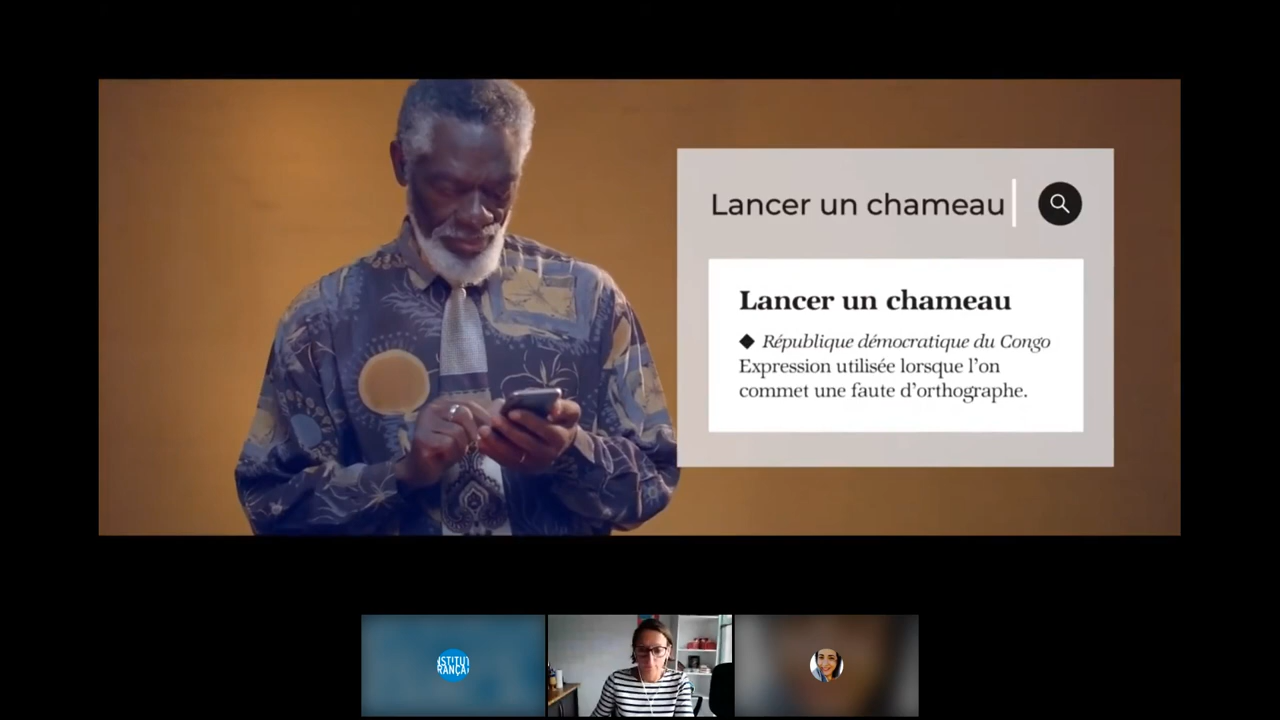 Lancer un chameau
Lancer un chameau
◆ République démocratique du Congo
Expression utilisée lorsque l’on
commet une faute d’orthographe.